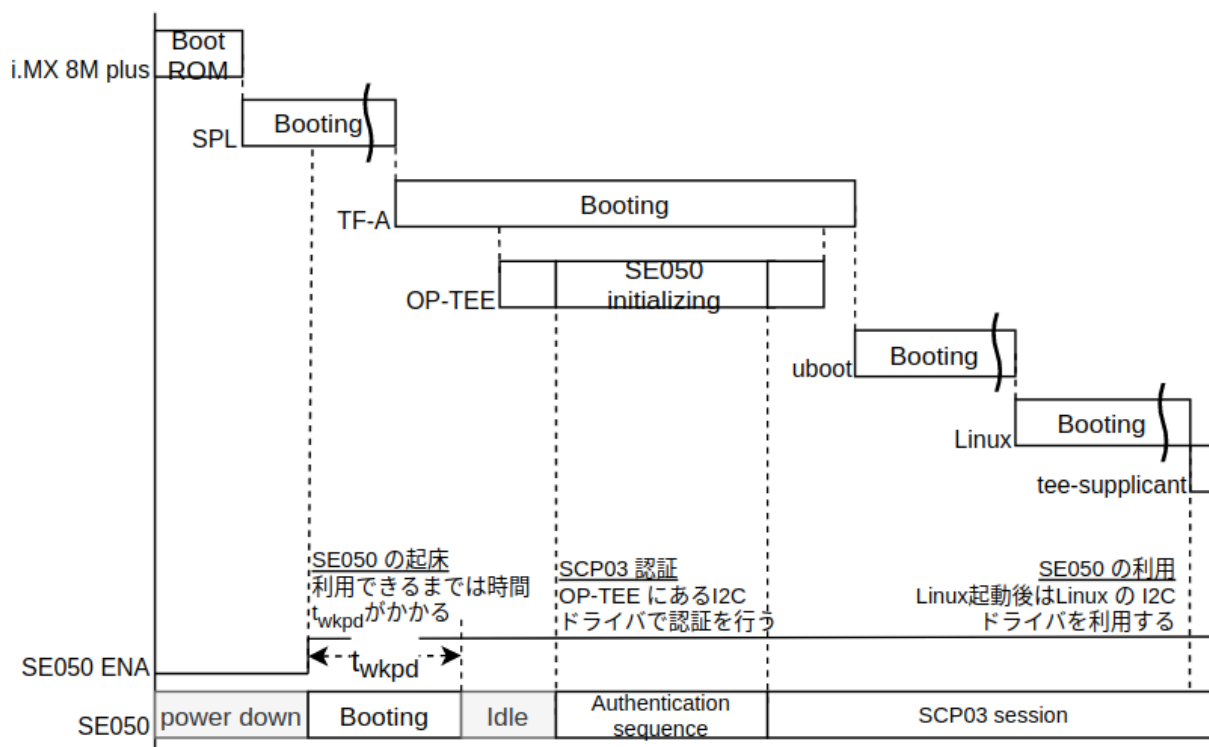 Boot
ROM
i.MX 8M plus
Booting
SPL
Booting
TF-A
SE050
initializing
OP-TEE
Booting
uboot
Booting
Linux
tee-supplicant
SE050 の起床
利用できるまでは時間
twkpdがかかる
SCP03 認証
OP-TEE にあるI2C
ドライバで認証を行う
SE050 の利用
Linux起動後はLinux の I2C
ドライバを利用する
SE050 ENA
twkpd
SE050
power down
Booting
Idle
Authentication
sequence
SCP03 session